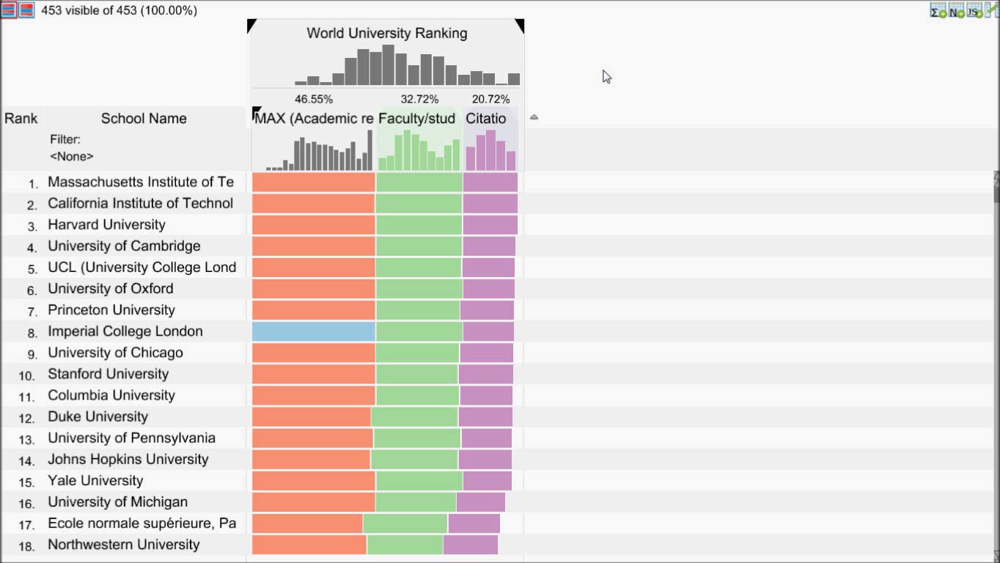 453 visible of 453 (100.00%)
Σ N JS
World University Ranking
46.55% 32.72% 20.72%
Rank School Name MAX (Academic re Faculty/stud Citatio
Filter:
<None>
1. Massachusetts Institute of Te
2. California Institute of Technol
3. Harvard University
4. University of Cambridge
5. UCL (University College Lond
6. University of Oxford
7. Princeton University
8. Imperial College London
9. University of Chicago
10. Stanford University
11. Columbia University
12. Duke University
13. University of Pennsylvania
14. Johns Hopkins University
15. Yale University
16. University of Michigan
17. Ecole normale supérieure, Pa
18. Northwestern University